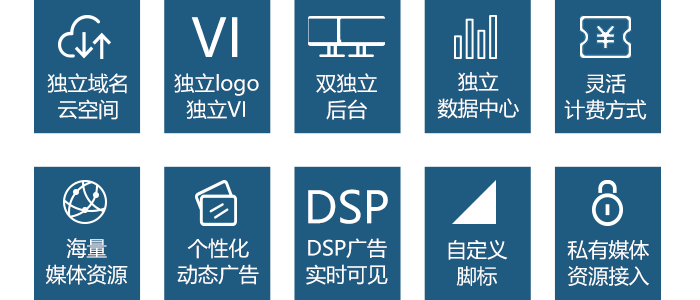 VI
独立域名
云空间
独立logo
独立VI
双独立
后台
独立
数据中心
¥
灵活
计费方式
海量
媒体资源
个性化
动态广告
DSP
DSP广告
实时可见
自定义
脚标
私有媒体
资源接入